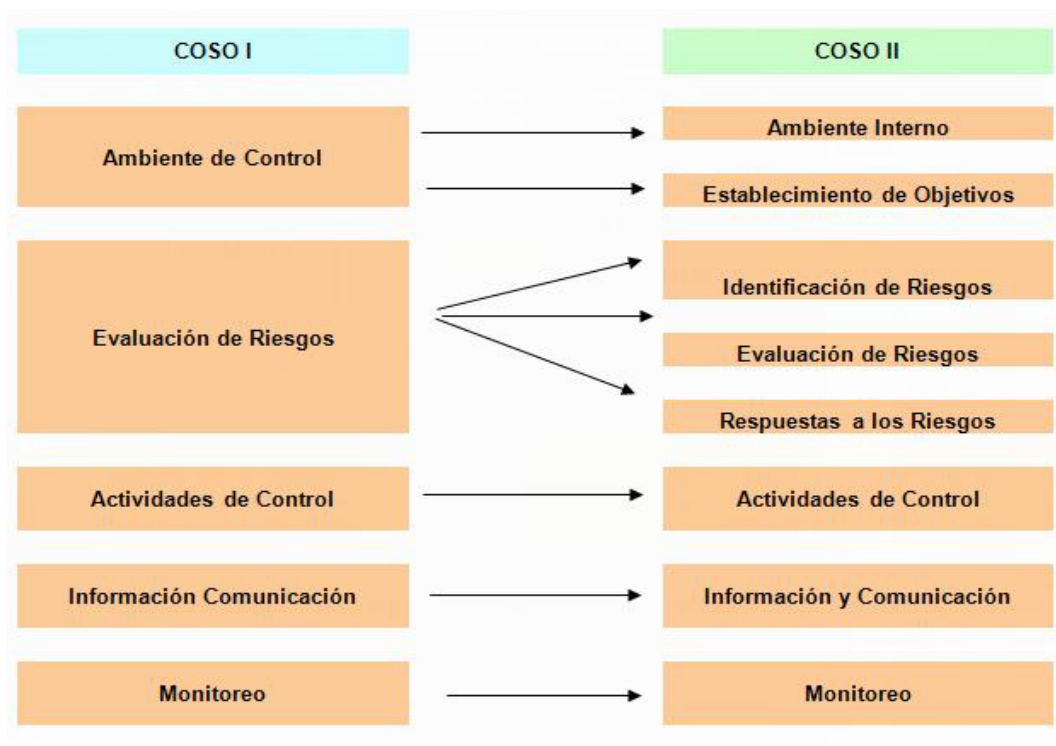 COSO I
COSO II
Ambiente de Control
Ambiente Interno
Establecimiento de Objetivos
Evaluación de Riesgos
Identificación de Riesgos
Evaluación de Riesgos
Respuestas a los Riesgos
Actividades de Control
Actividades de Control
Información Comunicación
Información y Comunicación
Monitoreo
Monitoreo